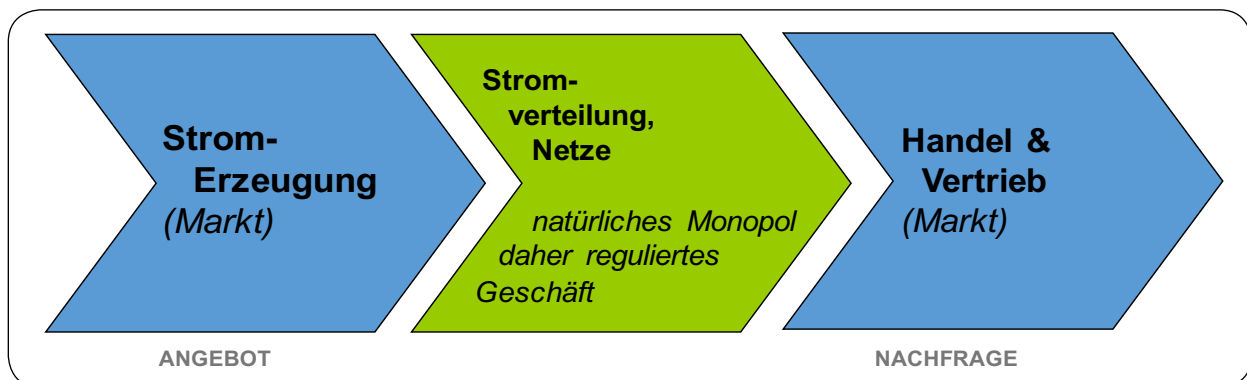 Strom-
Erzeugung
(Markt)
Strom-
verteilung,
Netze
natürliches Monopol
daher reguliertes
Geschäft
Handel &
Vertrieb
(Markt)
ANGEBOT
NACHFRAGE